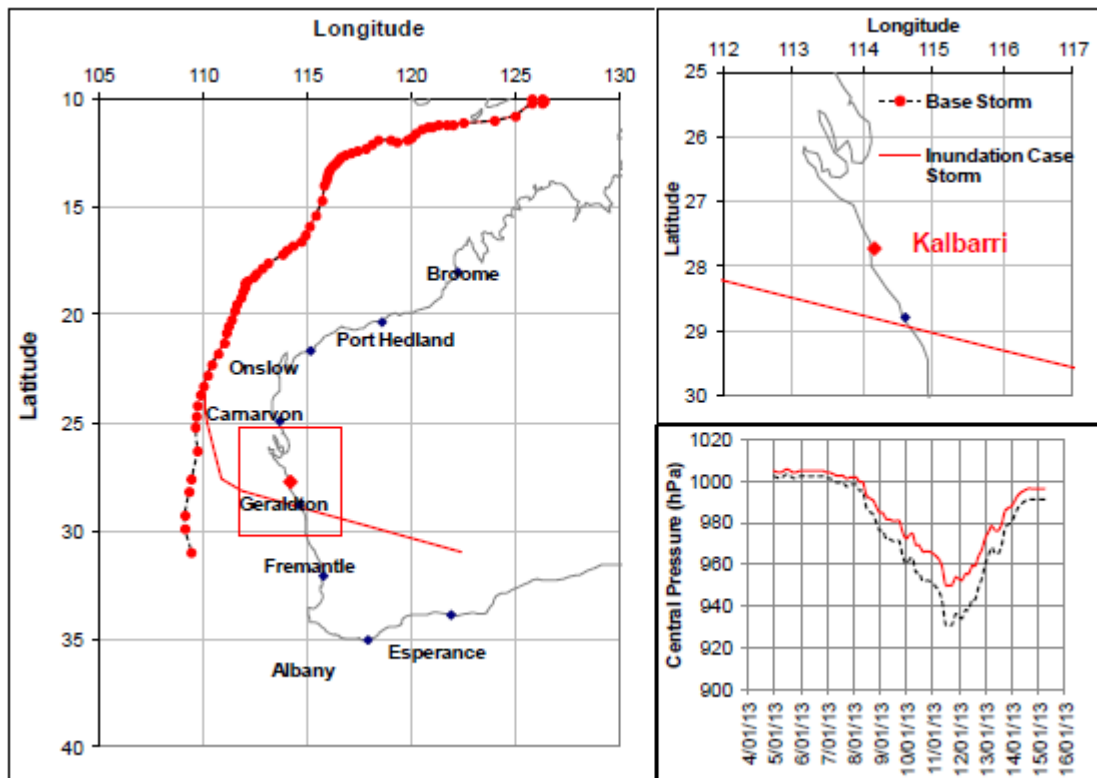 Longitude
105 110 115 120 125 130
10
15
20
25
30
35
40
Latitude
Broome
Port Hedland
Onslow
Carnarvon
Geraldton
Fremantle
Esperance
Albany
Longitude
112 113 114 115 116 117
25
26
27
28
29
30
Latitude
Base Storm
Inundation Case
Storm
Kalbarri
1020
1000
980
960
940
920
900
Central Pressure (hPa)
4/01/13
5/01/13
6/01/13
7/01/13
8/01/13
9/01/13
10/01/13
11/01/13
12/01/13
13/01/13
14/01/13
15/01/13
16/01/13